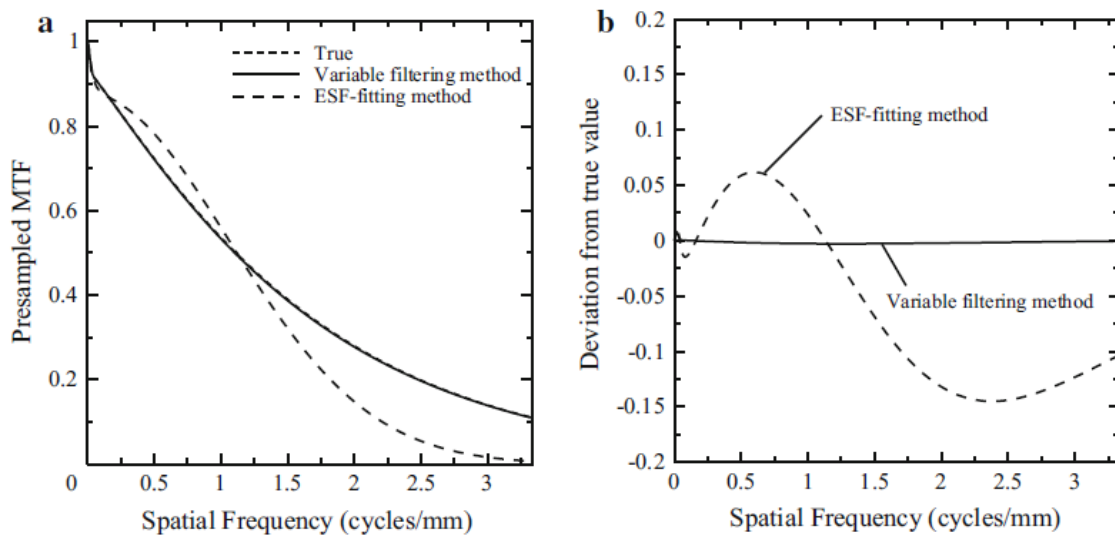 a
1
0.8
0.6
0.4
0.2
0
0.5
1
1.5
2
2.5
3
Presampled MTF
Spatial Frequency (cycles/mm)
True
Variable filtering method
ESF-fitting method
b
0.2
0.15
0.1
0.05
0
-0.05
-0.1
-0.15
-0.2
0
0.5
1
1.5
2
2.5
3
Deviation from true value
Spatial Frequency (cycles/mm)
ESF-fitting method
Variable filtering method